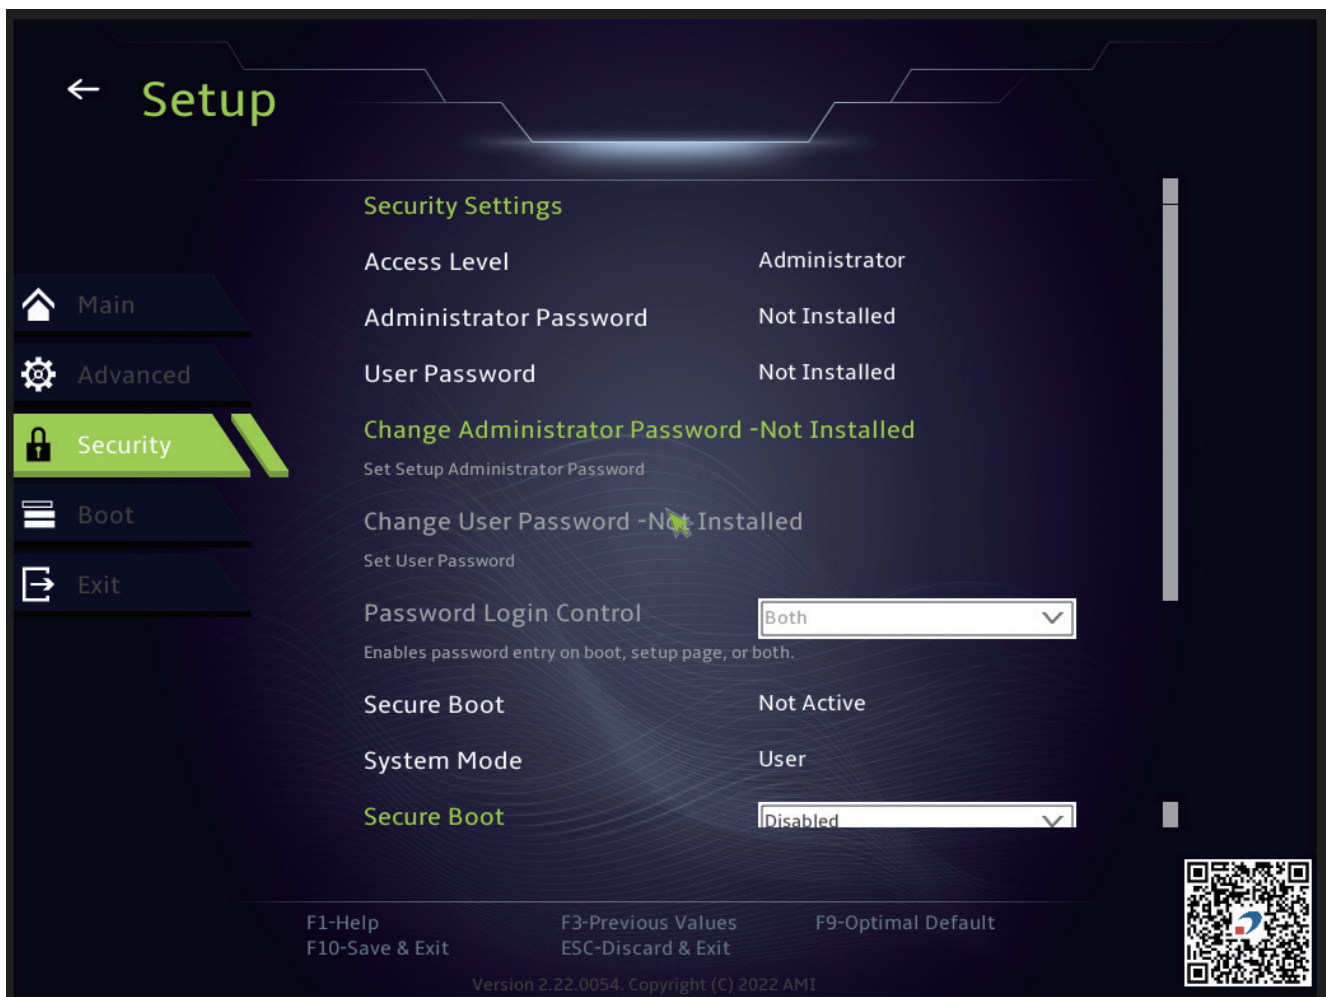 Setup
Security Settings
Access Level Administrator
Main
Administrator Password Not Installed
Advanced
User Password Not Installed
Security
Change Administrator Password -Not Installed
Set Setup Administrator Password
Boot
Change User Password -Not Installed
Set User Password
Exit
Password Login Control Both
Enables password entry on boot, setup page, or both.
Secure Boot Not Active
System Mode User
Secure Boot Disabled
F1-Help F3-Previous Values F9-Optimal Default
F10-Save & Exit ESC-Discard & Exit
Version 2.22.0054. Copyright (C) 2022 AMI